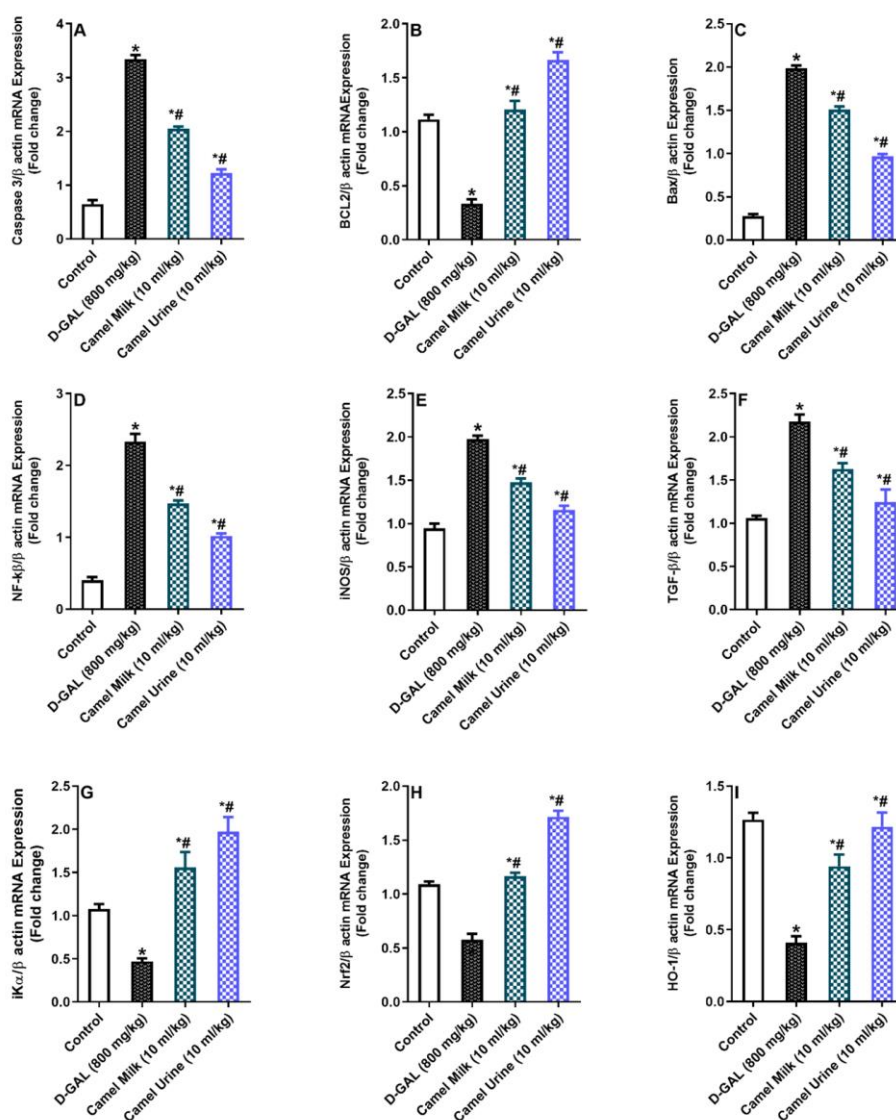 A
Caspase 3/β actin mRNA Expression
(Fold change)
4
3
2
1
0
*
*#
*#
Control
D-GAL (800 mg/kg)
Camel Milk (10 ml/kg)
Camel Urine (10 ml/kg)
B
BCL2/β actin mRNAExpression
(Fold change)
2.0
1.5
1.0
0.5
0.0
*
*#
*#
Control
D-GAL (800 mg/kg)
Camel Milk (10 ml/kg)
Camel Urine (10 ml/kg)
C
Bax/β actin Expression
(Fold change)
2.5
2.0
1.5
1.0
0.5
0.0
*
*#
*#
Control
D-GAL (800 mg/kg)
Camel Milk (10 ml/kg)
Camel Urine (10 ml/kg)
D
NF-kβ/β actin mRNA Expression
(Fold change)
3
2
1
0
*
*#
*#
Control
D-GAL (800 mg/kg)
Camel Milk (10 ml/kg)
Camel Urine (10 ml/kg)
E
iNOS/β actin mRNA Expression
(Fold change)
2.5
2.0
1.5
1.0
0.5
0.0
*
*#
*#
Control
D-GAL (800 mg/kg)
Camel Milk (10 ml/kg)
Camel Urine (10 ml/kg)
F
TGF-β/β actin mRNA Expression
(Fold change)
2.5
2.0
1.5
1.0
0.5
0.0
*
*#
*#
Control
D-GAL (800 mg/kg)
Camel Milk (10 ml/kg)
Camel Urine (10 ml/kg)
G
iKα/β actin mRNA Expression
(Fold change)
2.5
2.0
1.5
1.0
0.5
0.0
*
*#
*#
Control
D-GAL (800 mg/kg)
Camel Milk (10 ml/kg)
Camel Urine (10 ml/kg)
H
Nrf2/β actin mRNA Expression
(Fold change)
2.0
1.5
1.0
0.5
0.0
*#
*#
Control
D-GAL (800 mg/kg)
Camel Milk (10 ml/kg)
Camel Urine (10 ml/kg)
I
HO-1/β actin mRNA Expression
(Fold change)
1.5
1.0
0.5
0.0
*
*#
*#
Control
D-GAL (800 mg/kg)
Camel Milk (10 ml/kg)
Camel Urine (10 ml/kg)